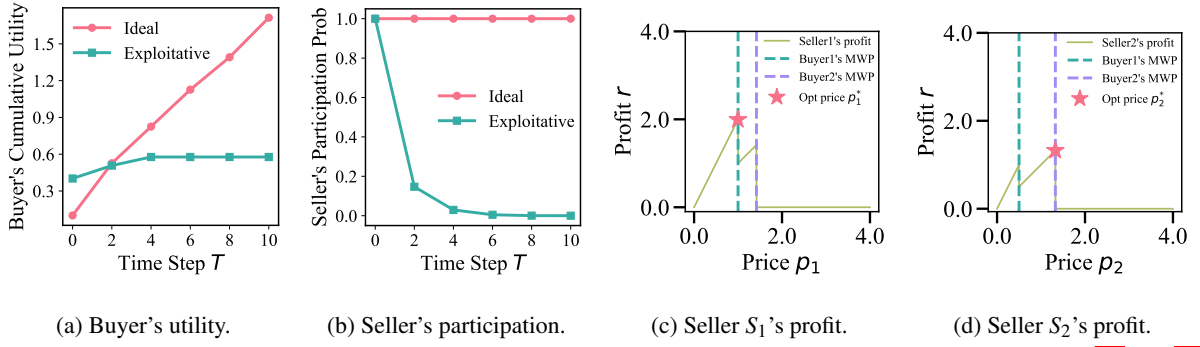 Buyer's Cumulative Utility
1.5
1.2
0.9
0.6
0.3
Ideal
Exploitative
0 2 4 6 8 10
Time Step T
(a) Buyer's utility.
Seller's Participation Prob
1.0
0.8
0.6
0.4
0.2
0.0
Ideal
Exploitative
0 2 4 6 8 10
Time Step T
(b) Seller's participation.
Profit r
4.0
2.0
0.0
Seller1's profit
Buyer1's MWP
Buyer2's MWP
Opt price p₁*
0.0 2.0 4.0
Price p₁
(c) Seller S₁'s profit.
Profit r
4.0
2.0
0.0
Seller2's profit
Buyer1's MWP
Buyer2's MWP
Opt price p₂*
0.0 2.0 4.0
Price p₂
(d) Seller S₂'s profit.